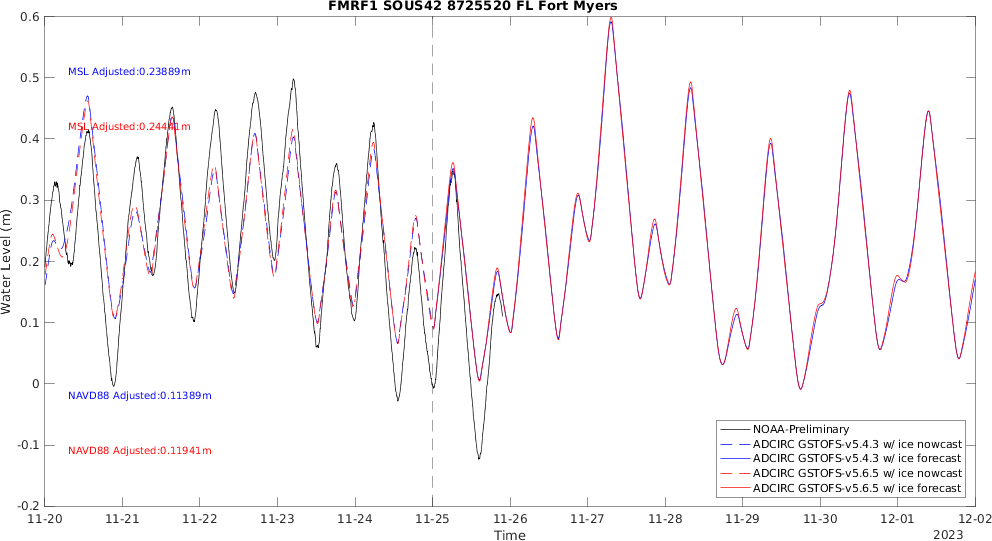 FMRF1 SOUS42 8725520 FL Fort Myers
0.6
0.5
0.4
0.3
0.2
0.1
0
-0.1
-0.2
Water Level (m)
MSL Adjusted:0.23889m
MSL Adjusted:0.24441m
NAVD88 Adjusted:0.11389m
NAVD88 Adjusted:0.11941m
NOAA-Preliminary
ADCIRC GSTOFS-v5.4.3 w/ ice nowcast
ADCIRC GSTOFS-v5.4.3 w/ ice forecast
ADCIRC GSTOFS-v5.6.5 w/ ice nowcast
ADCIRC GSTOFS-v5.6.5 w/ ice forecast
11-20 11-21 11-22 11-23 11-24 11-25 11-26 11-27 11-28 11-29 11-30 12-01 12-02
Time
2023